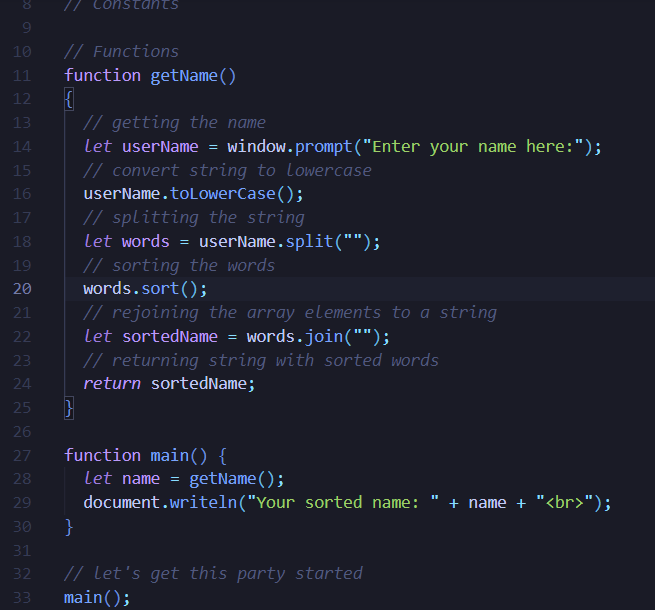 8 // Constants
9
10 // Functions
11 function getName()
12 {
13 // getting the name
14 let userName = window.prompt("Enter your name here:");
15 // convert string to lowercase
16 userName.toLowerCase();
17 // splitting the string
18 let words = userName.split("");
19 // sorting the words
20 words.sort();
21 // rejoining the array elements to a string
22 let sortedName = words.join("");
23 // returning string with sorted words
24 return sortedName;
25 }
26
27 function main() {
28 let name = getName();
29 document.writeln("Your sorted name: " + name + "<br>");
30 }
31
32 // let's get this party started
33 main();